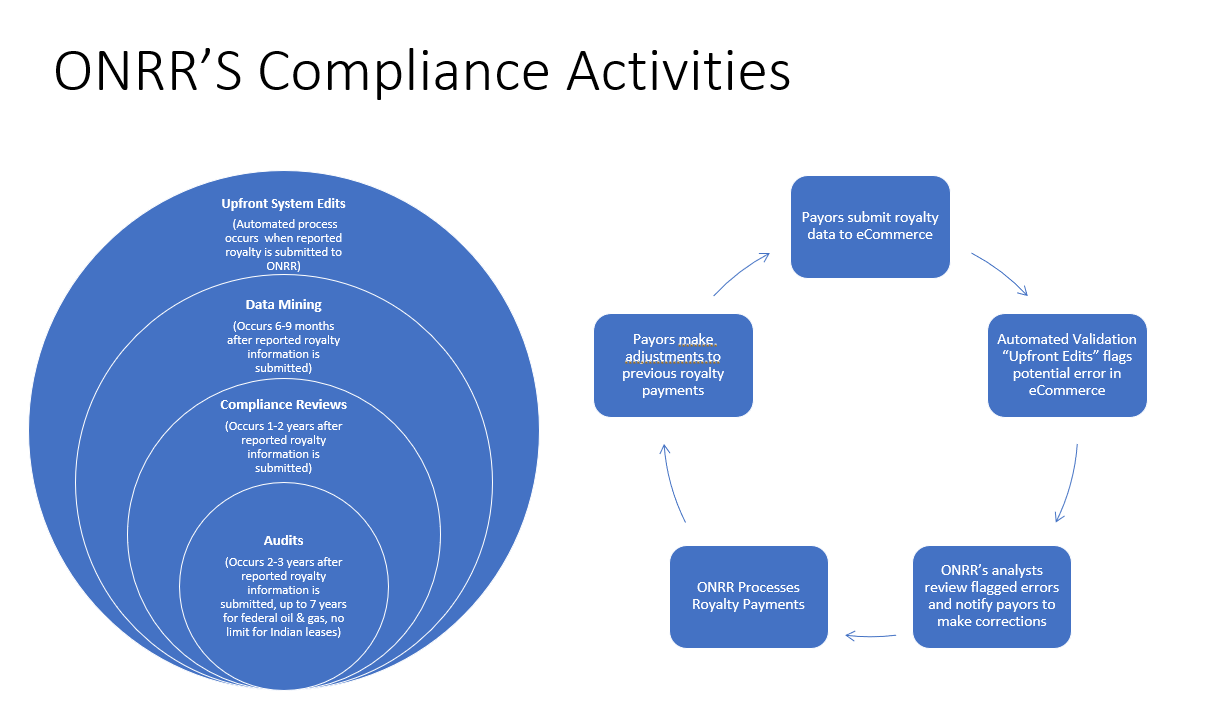 ONRR’S Compliance Activities
Upfront System Edits
(Automated process
occurs  when reported
royalty is submitted to
ONRR)
Data Mining
(Occurs 6-9 months
after reported royalty
information is
submitted)
Compliance Reviews
(Occurs 1-2 years after
reported royalty
information is
submitted)
Audits
(Occurs 2-3 years after
reported royalty
information is
submitted, up to 7 years
for federal oil & gas, no
limit for Indian leases)
Payors submit royalty
data to eCommerce
Automated Validation
“Upfront Edits” flags
potential error in
eCommerce
ONRR’s analysts
review flagged errors
and notify payors to
make corrections
ONRR Processes
Royalty Payments
Payors make
adjustments to
previous royalty
payments